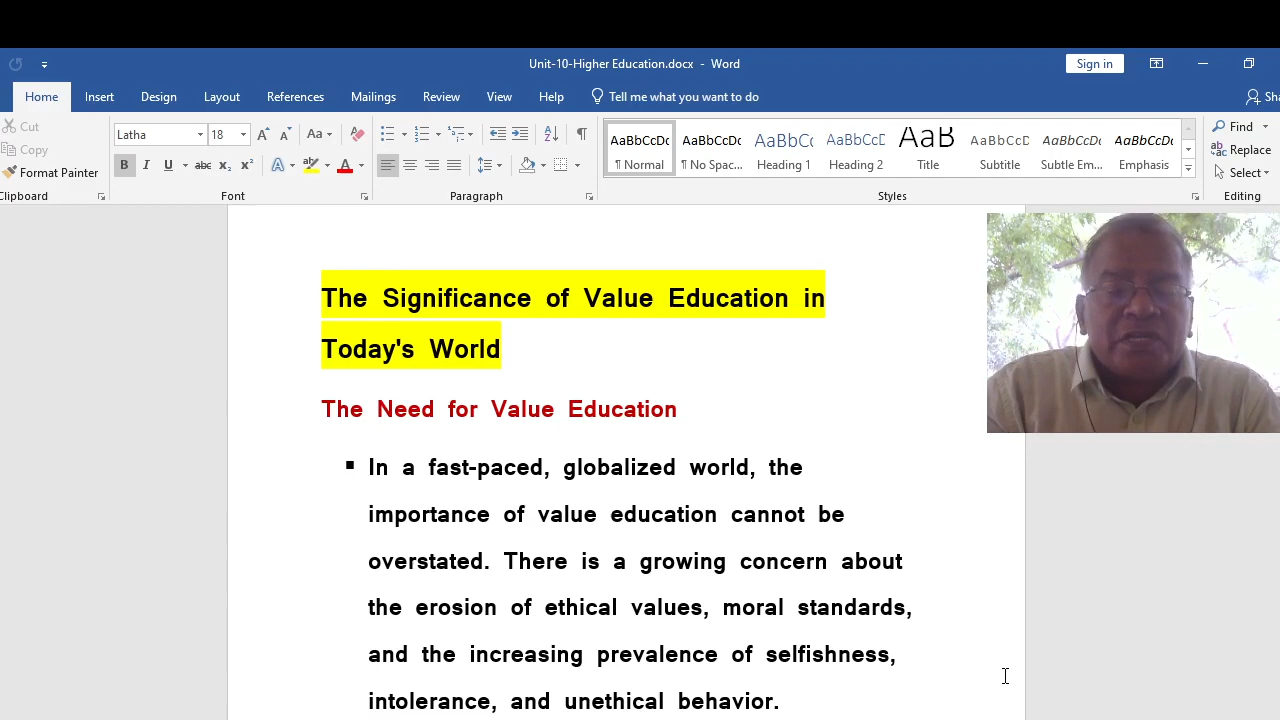 Unit-10-Higher Education.docx - Word
Sign in
Home Insert Design Layout References Mailings Review View Help Tell me what you want to do
Cut
Copy
Format Painter
Clipboard
Latha 18
Font
Paragraph
AaBbCcDc AaBbCcDc AaBbCc AaBbCcD AaB AaBbCcD AaBbCcDc AaBbCcDc
¶ Normal ¶ No Spac... Heading 1 Heading 2 Title Subtitle Subtle Em... Emphasis
Styles
Find
Replace
Select
Editing
The Significance of Value Education in
Today's World
The Need for Value Education
▪ In a fast-paced, globalized world, the
importance of value education cannot be
overstated. There is a growing concern about
the erosion of ethical values, moral standards,
and the increasing prevalence of selfishness,
intolerance, and unethical behavior.